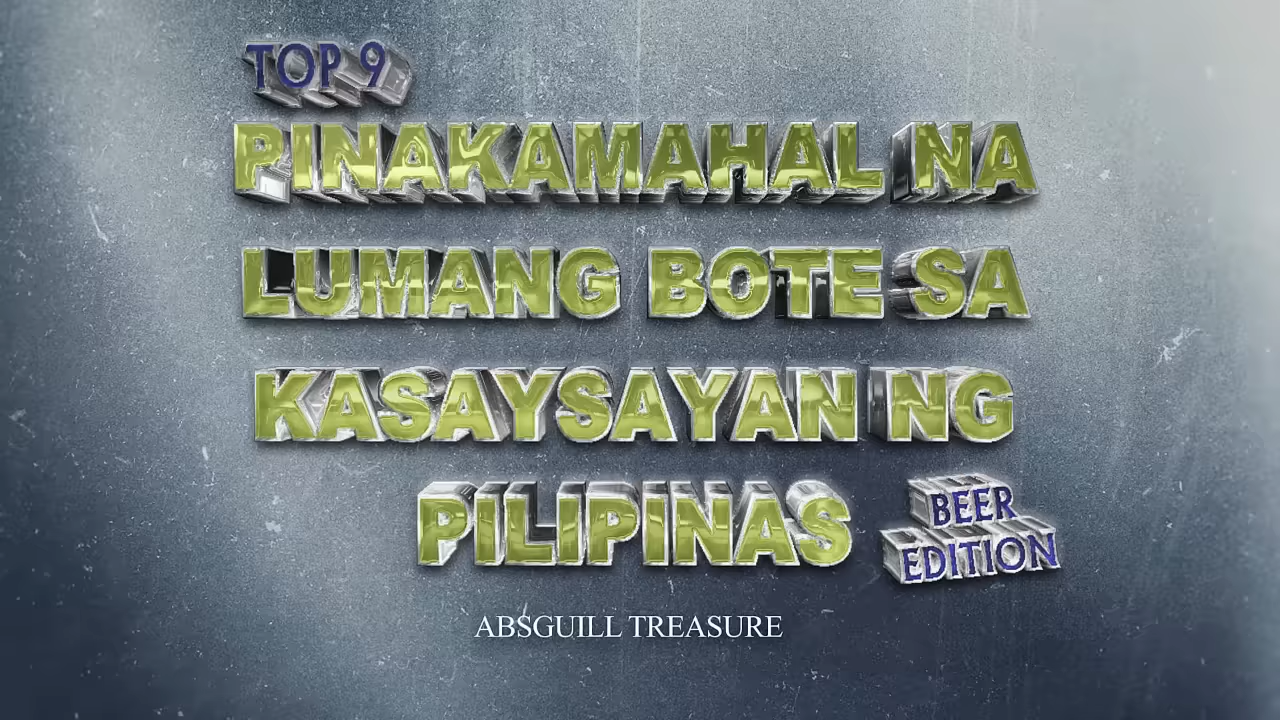 TOP 9
PINAKAMAHAL NA
LUMANG BOTE SA
KASAYSAYAN NG
PILIPINAS
BEER
EDITION
ABSGUILL TREASURE